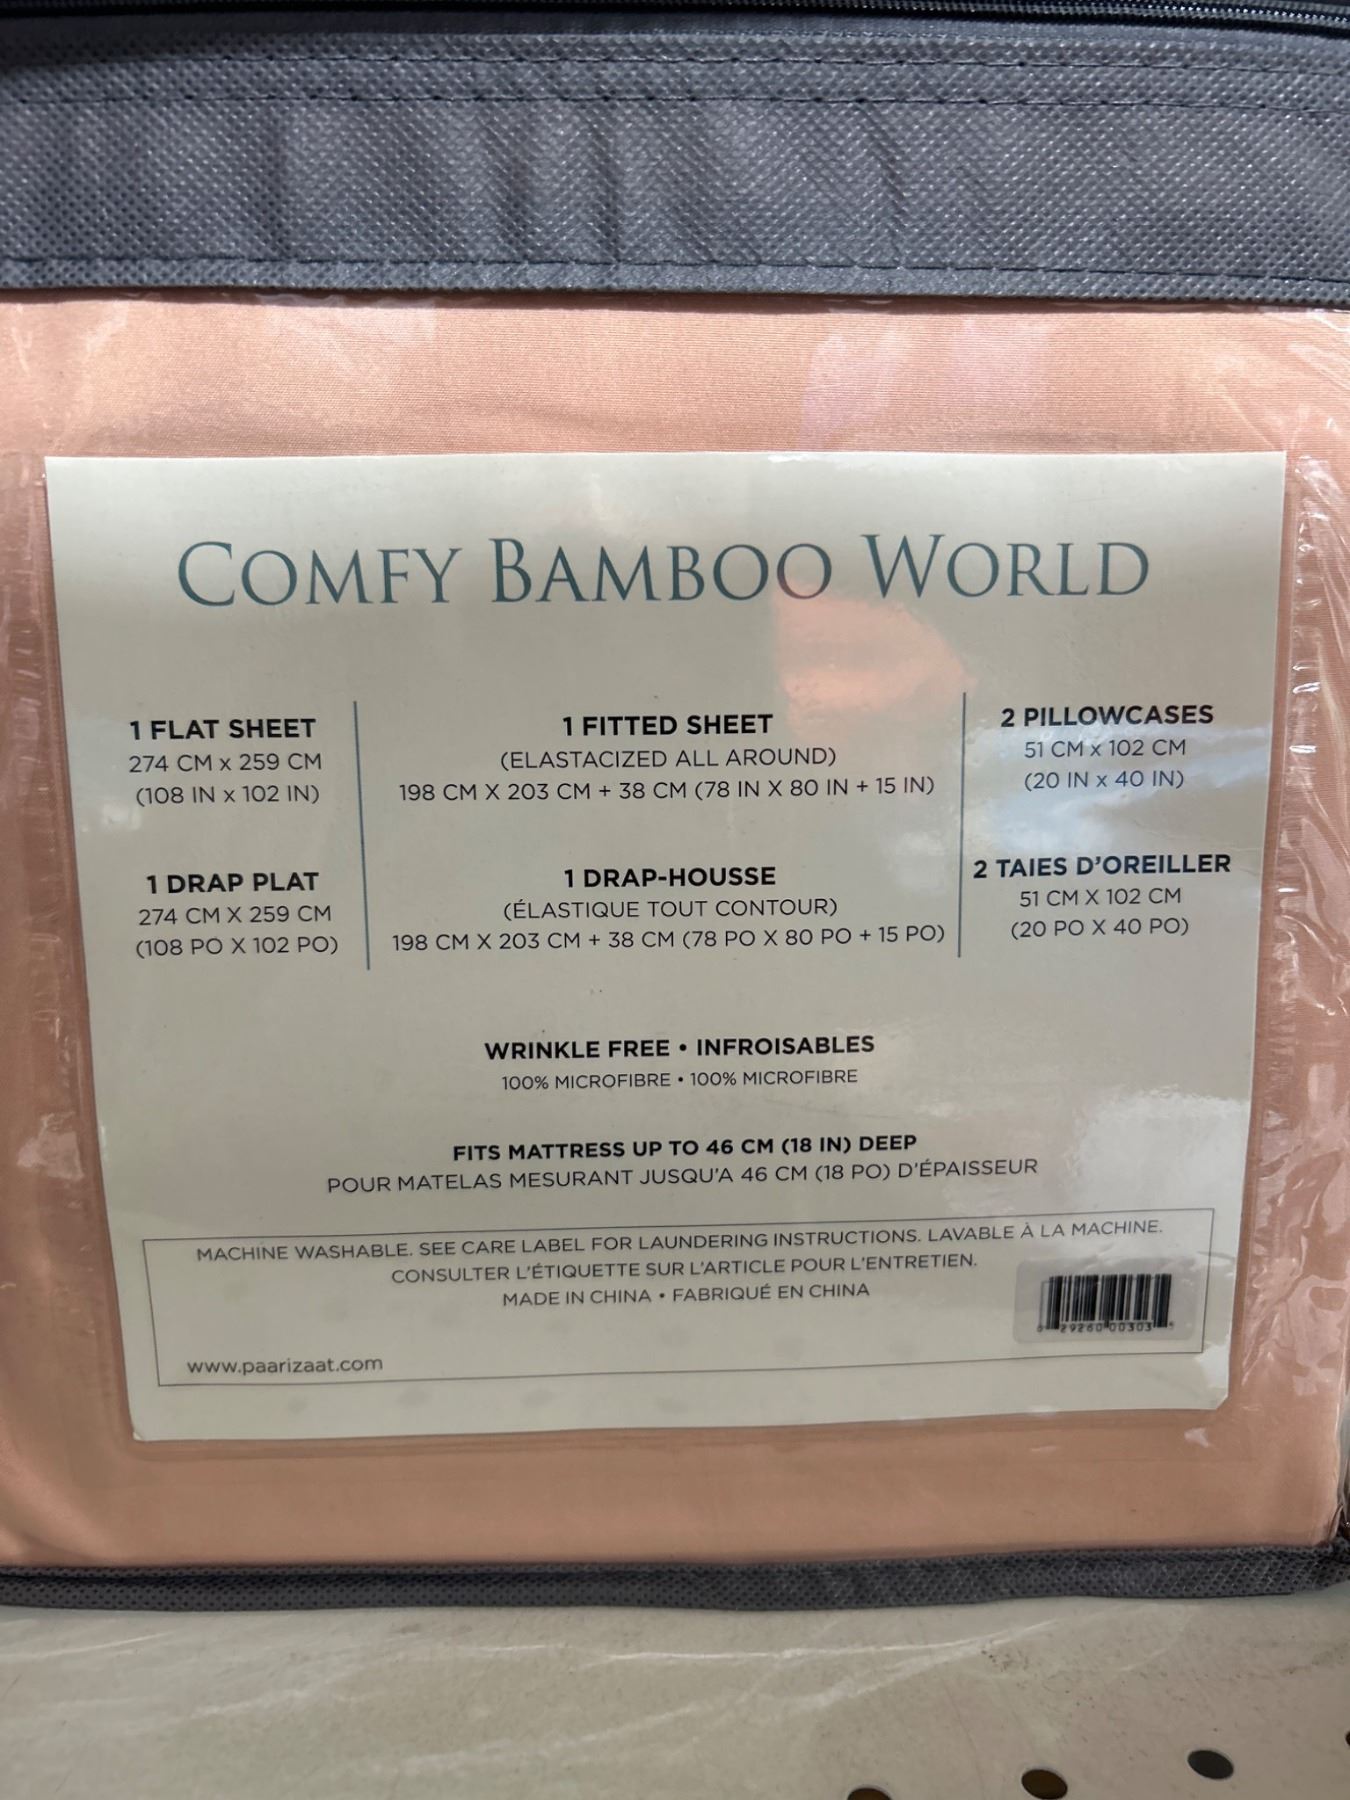 COMFY BAMBOO WORLD
1 FLAT SHEET
274 CM x 259 CM
(108 IN x 102 IN)
1 DRAP PLAT
274 CM X 259 CM
(108 PO X 102 PO)
1 FITTED SHEET
(ELASTACIZED ALL AROUND)
198 CM X 203 CM + 38 CM (78 IN X 80 IN + 15 IN)
1 DRAP-HOUSSE
(ÉLASTIQUE TOUT CONTOUR)
198 CM X 203 CM + 38 CM (78 PO X 80 PO + 15 PO)
2 PILLOWCASES
51 CM x 102 CM
(20 IN x 40 IN)
2 TAIES D'OREILLER
51 CM X 102 CM
(20 PO X 40 PO)
WRINKLE FREE • INFROISABLES
100% MICROFIBRE • 100% MICROFIBRE
FITS MATTRESS UP TO 46 CM (18 IN) DEEP
POUR MATELAS MESURANT JUSQU'A 46 CM (18 PO) D'ÉPAISSEUR
MACHINE WASHABLE. SEE CARE LABEL FOR LAUNDERING INSTRUCTIONS. LAVABLE À LA MACHINE.
CONSULTER L'ÉTIQUETTE SUR L'ARTICLE POUR L'ENTRETIEN.
MADE IN CHINA • FABRIQUÉ EN CHINA
29260 00303
www.paarizaat.com